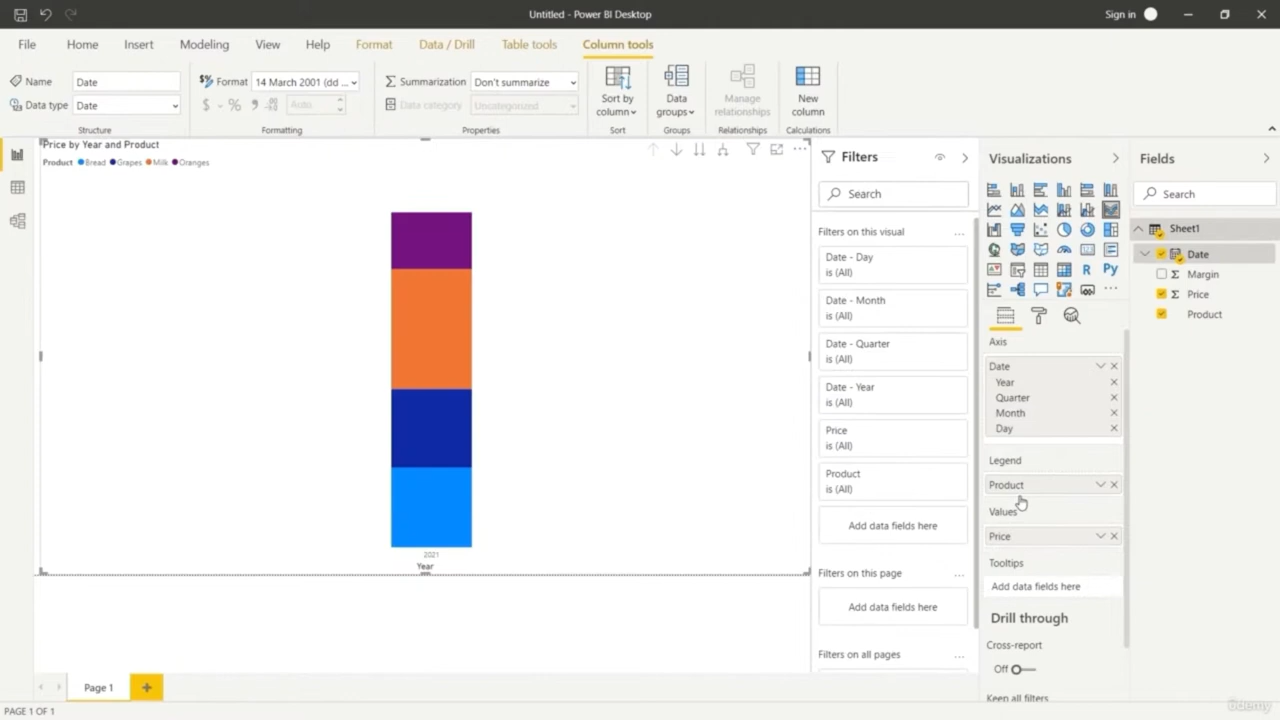 Untitled - Power BI Desktop
Sign in
File
Home
Insert
Modeling
View
Help
Format
Data / Drill
Table tools
Column tools
Name
Date
Data type
Date
Structure
Format
14 March 2001 (dd ...
$
%
Auto
Formatting
Summarization
Don't summarize
Data category
Uncategorized
Properties
Sort by
column
Sort
Data
groups
Groups
Manage
relationships
Relationships
New
column
Calculations
Price by Year and Product
Product
Bread
Grapes
Milk
Oranges
2021
Year
Filters
Search
Filters on this visual
...
Date - Day
is (All)
Date - Month
is (All)
Date - Quarter
is (All)
Date - Year
is (All)
Price
is (All)
Product
is (All)
Add data fields here
Filters on this page
...
Add data fields here
Filters on all pages
...
Visualizations
R
Py
...
Axis
Date
Year
Quarter
Month
Day
Legend
Product
Values
Price
Tooltips
Add data fields here
Drill through
Cross-report
Off
Keep all filters
Fields
Search
Sheet1
Date
Σ Margin
Σ Price
Product
Page 1
PAGE 1 OF 1
ûdemy